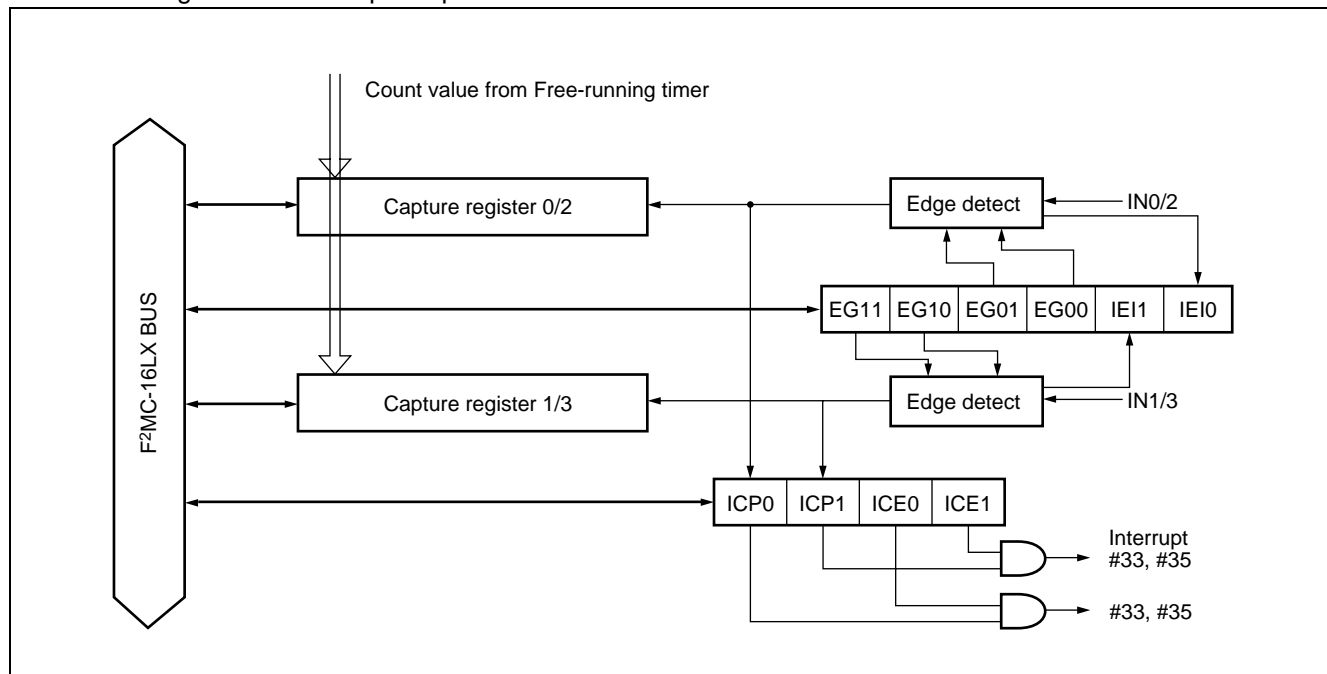 Count value from Free-running timer
F²MC-16LX BUS
Capture register 0/2
Edge detect
IN0/2
EG11 EG10 EG01 EG00 IEI1 IEI0
Capture register 1/3
Edge detect
IN1/3
ICP0 ICP1 ICE0 ICE1
Interrupt
#33, #35
#33, #35